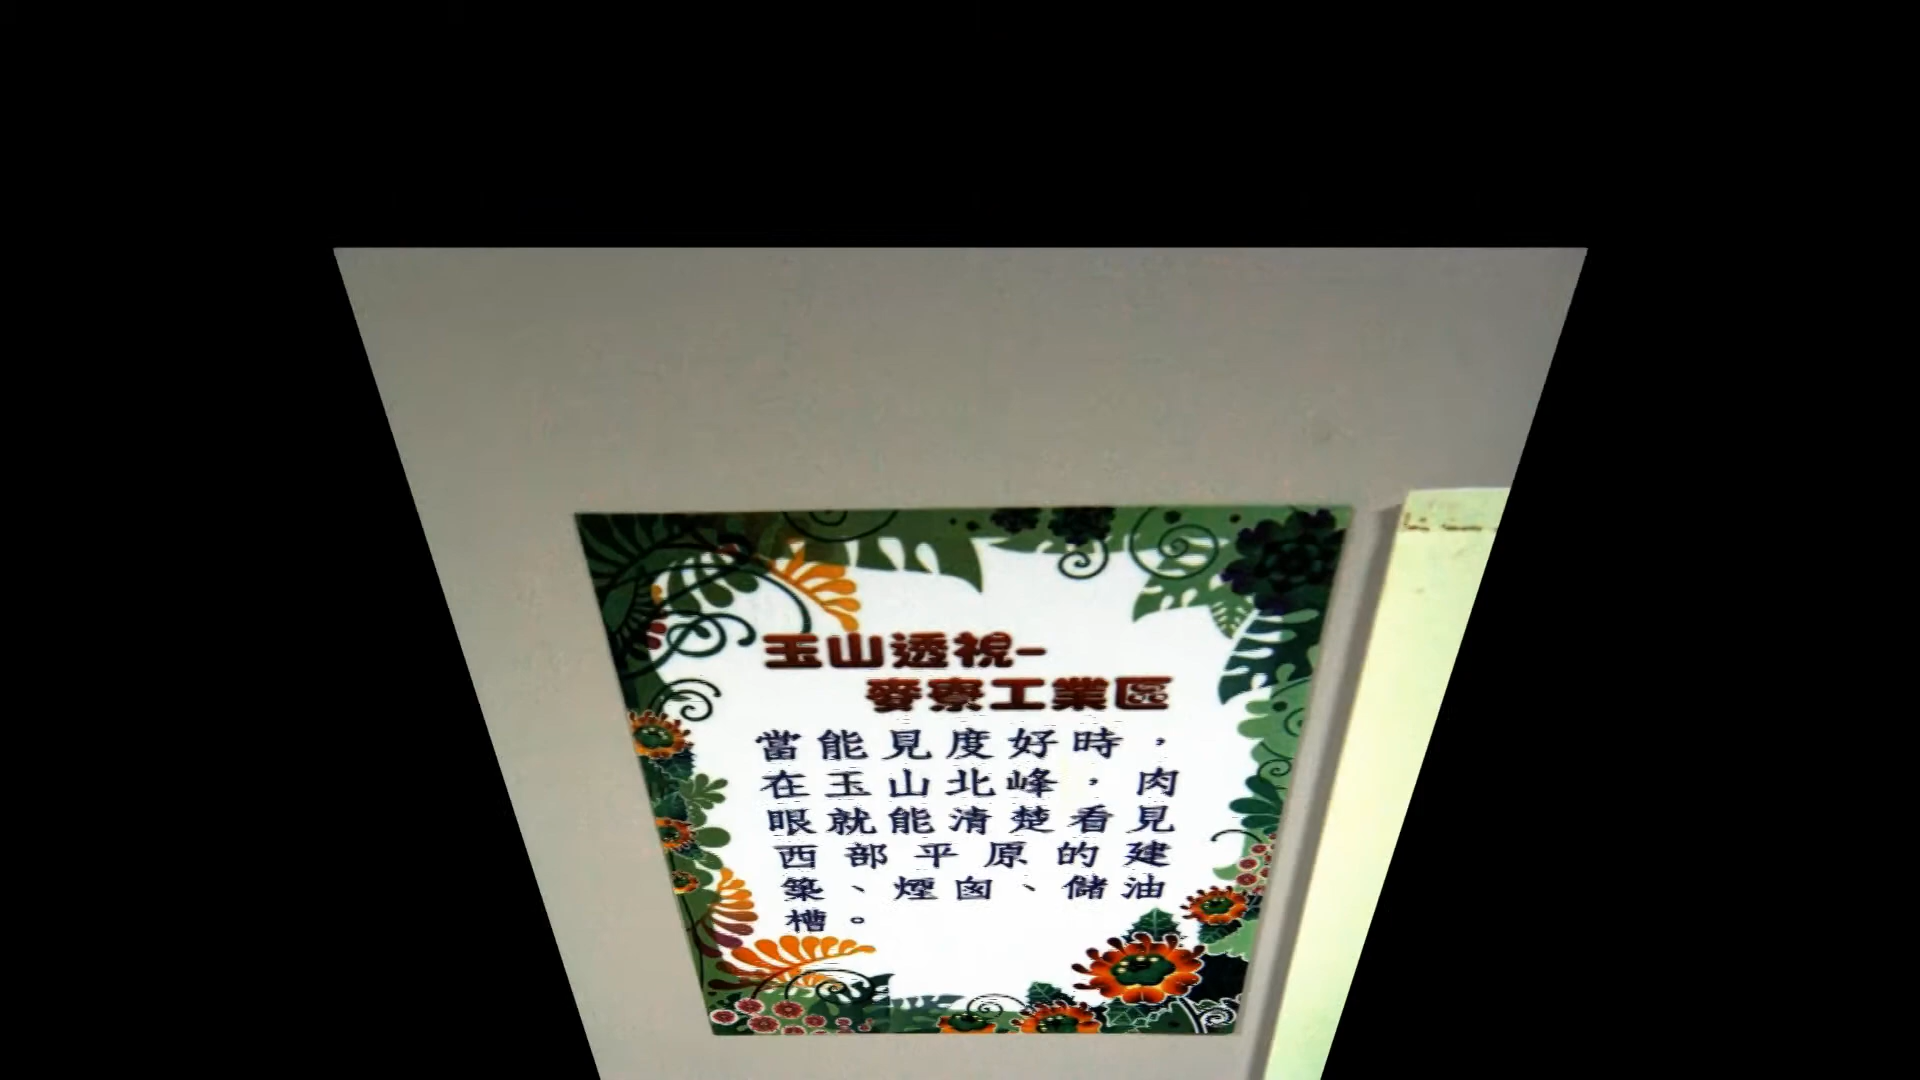 玉山透視-
麥寮工業區
當能見度好時，
在玉山北峰，肉
眼就能清楚看見
西部平原的建
築、煙囪、儲油
槽。